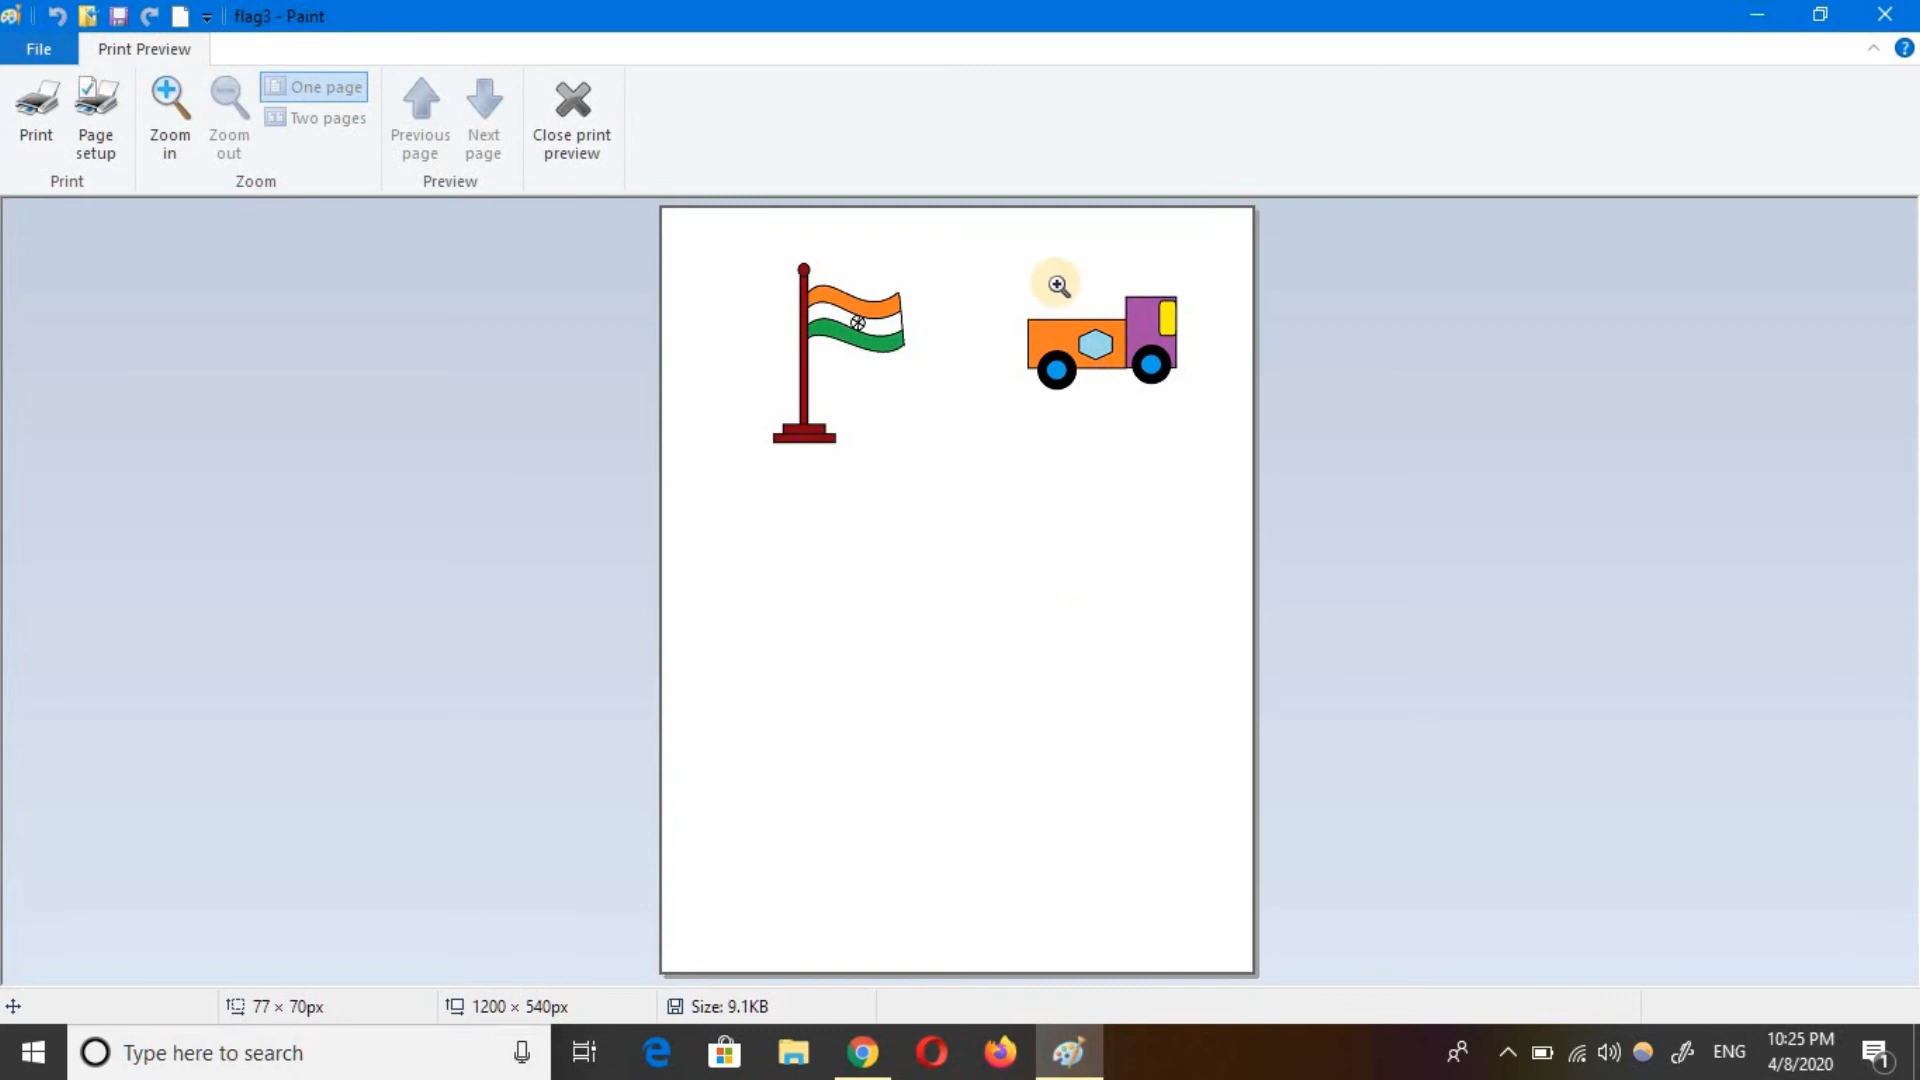 flag3 - Paint
File
Print Preview
Print
Page setup
Zoom in
Zoom out
One page
Two pages
Previous page
Next page
Close print preview
Print
Zoom
Preview
77 × 70px
1200 × 540px
Size: 9.1KB
Type here to search
ENG
10:25 PM
4/8/2020
1